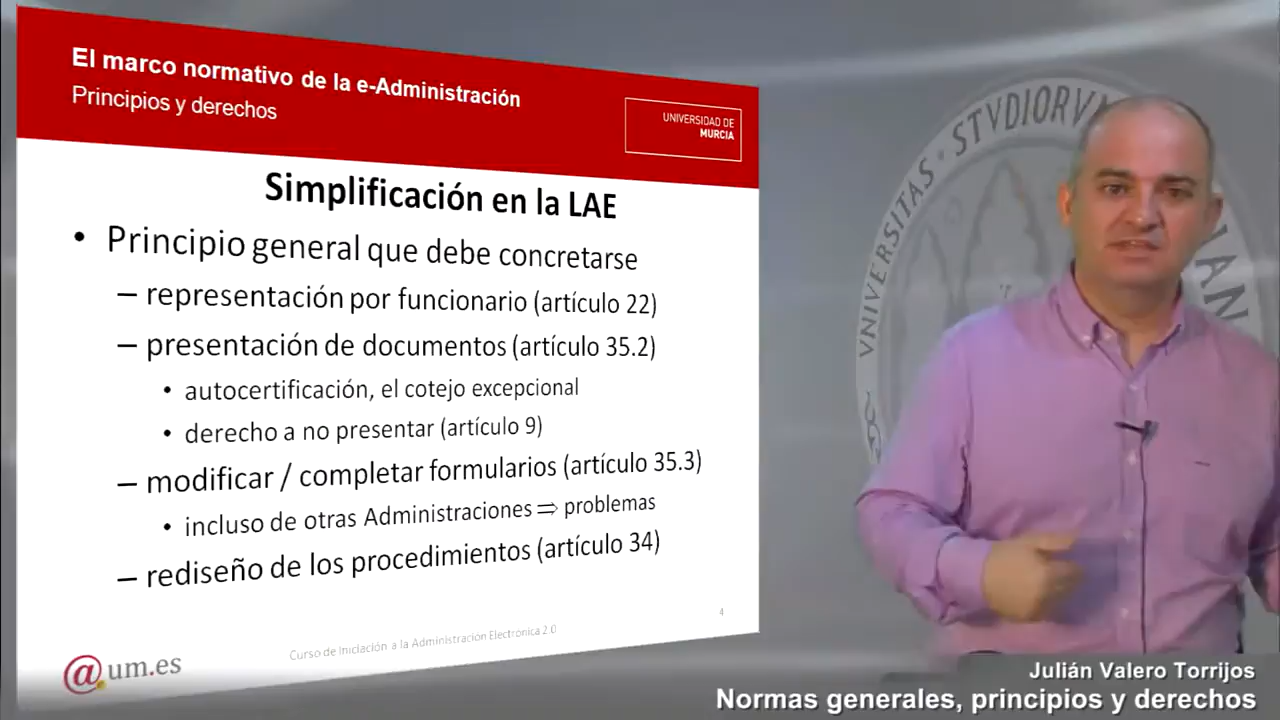 El marco normativo de la e-Administración
Principios y derechos
UNIVERSIDAD DE
MURCIA
Simplificación en la LAE
• Principio general que debe concretarse
– representación por funcionario (artículo 22)
– presentación de documentos (artículo 35.2)
• autocertificación, el cotejo excepcional
• derecho a no presentar (artículo 9)
– modificar / completar formularios (artículo 35.3)
• incluso de otras Administraciones ⇒ problemas
– rediseño de los procedimientos (artículo 34)
4
Curso de Iniciación a la Administración Electrónica 2.0
@um.es
VNIVERSITAS • STVDIORVM
Julián Valero Torrijos
Normas generales, principios y derechos